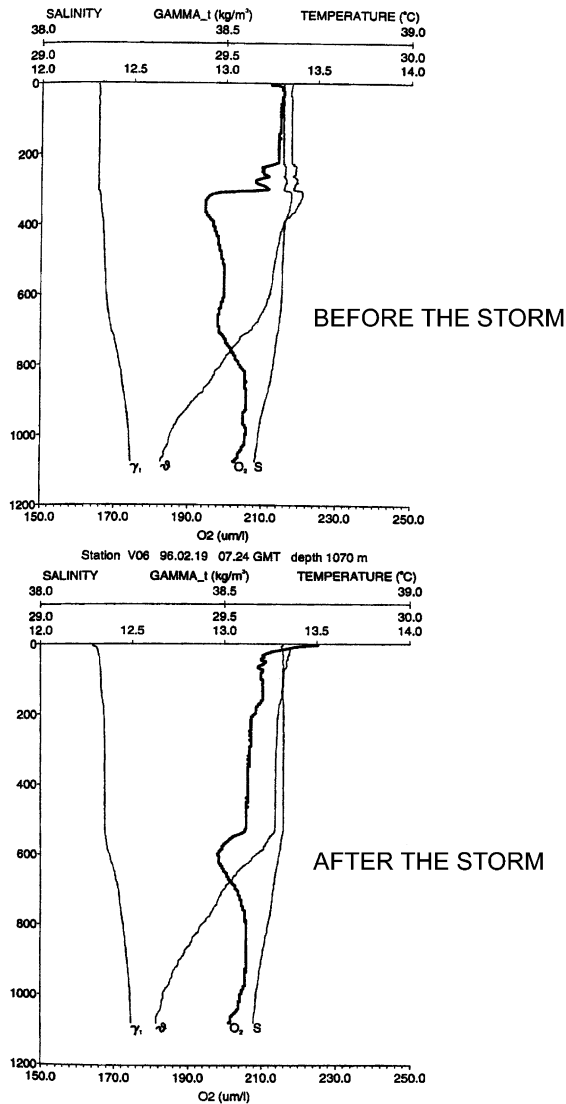 SALINITY GAMMA_t (kg/m³) TEMPERATURE (°C)
38.0 38.5 39.0
29.0 29.5 30.0
12.0 12.5 13.0 13.5 14.0
0
200
400
600
BEFORE THE STORM
800
1000
γ₁ ϑ O₂ S
1200
150.0 170.0 190.0 210.0 230.0 250.0
O2 (um/l)
Station V06 96.02.19 07.24 GMT depth 1070 m
SALINITY GAMMA_t (kg/m³) TEMPERATURE (°C)
38.0 38.5 39.0
29.0 29.5 30.0
12.0 12.5 13.0 13.5 14.0
0
200
400
600
AFTER THE STORM
800
1000
γ₁ ϑ O₂ S
1200
150.0 170.0 190.0 210.0 230.0 250.0
O2 (um/l)